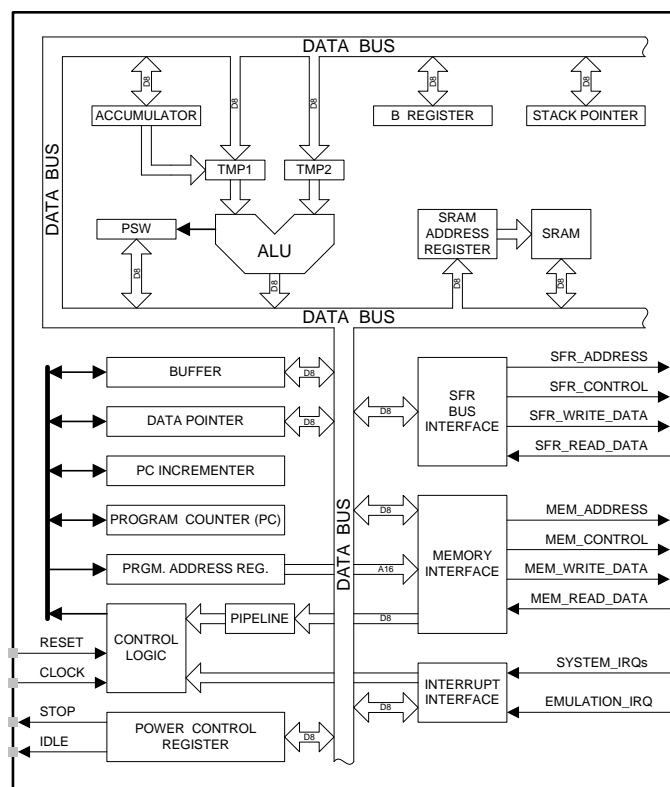 DATA BUS
D8
D8
D8
D8
D8
ACCUMULATOR
B REGISTER
STACK POINTER
DATA BUS
TMP1
TMP2
PSW
ALU
SRAM
ADDRESS
REGISTER
SRAM
D8
D8
D8
D8
DATA BUS
BUFFER
D8
DATA POINTER
D8
PC INCREMENTER
PROGRAM COUNTER (PC)
PRGM. ADDRESS REG.
A16
DATA BUS
D8
SFR
BUS
INTERFACE
SFR_ADDRESS
SFR_CONTROL
SFR_WRITE_DATA
SFR_READ_DATA
D8
MEMORY
INTERFACE
MEM_ADDRESS
MEM_CONTROL
MEM_WRITE_DATA
MEM_READ_DATA
RESET
CLOCK
CONTROL
LOGIC
PIPELINE
D8
INTERRUPT
INTERFACE
SYSTEM_IRQs
EMULATION_IRQ
D8
STOP
IDLE
POWER CONTROL
REGISTER
D8